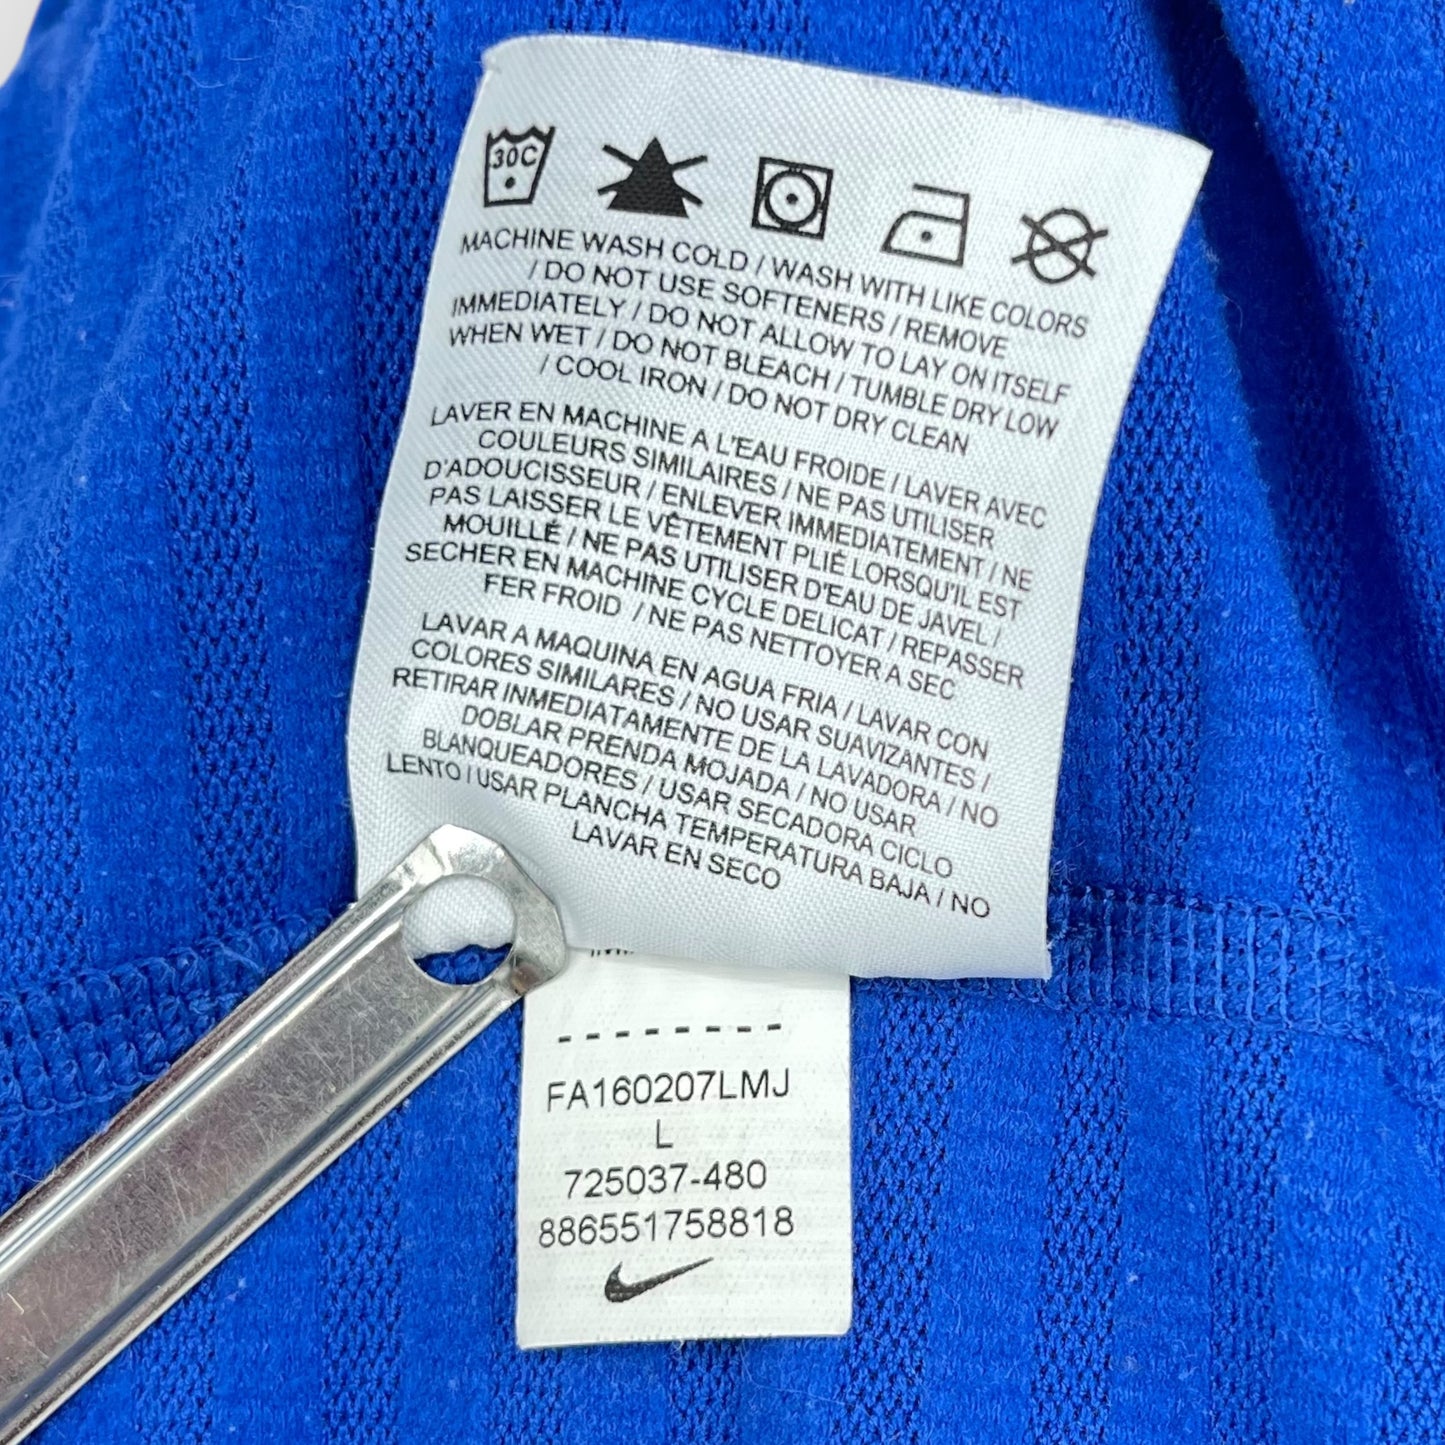 30C
MACHINE WASH COLD / WASH WITH LIKE COLORS
/ DO NOT USE SOFTENERS / REMOVE
IMMEDIATELY / DO NOT ALLOW TO LAY ON ITSELF
WHEN WET / DO NOT BLEACH / TUMBLE DRY LOW
/ COOL IRON / DO NOT DRY CLEAN
LAVER EN MACHINE A L'EAU FROIDE / LAVER AVEC
COULEURS SIMILAIRES / NE PAS UTILISER
D'ADOUCISSEUR / ENLEVER IMMEDIATEMENT / NE
PAS LAISSER LE VÊTEMENT PLIÉ LORSQU'IL EST
MOUILLÉ / NE PAS UTILISER D'EAU DE JAVEL /
SECHER EN MACHINE CYCLE DELICAT / REPASSER
FER FROID / NE PAS NETTOYER A SEC
LAVAR A MAQUINA EN AGUA FRIA / LAVAR CON
COLORES SIMILARES / NO USAR SUAVIZANTES /
RETIRAR INMEDIATAMENTE DE LA LAVADORA / NO
DOBLAR PRENDA MOJADA / NO USAR
BLANQUEADORES / USAR SECADORA CICLO
LENTO / USAR PLANCHA TEMPERATURA BAJA / NO
LAVAR EN SECO
FA160207LMJ
L
725037-480
886551758818